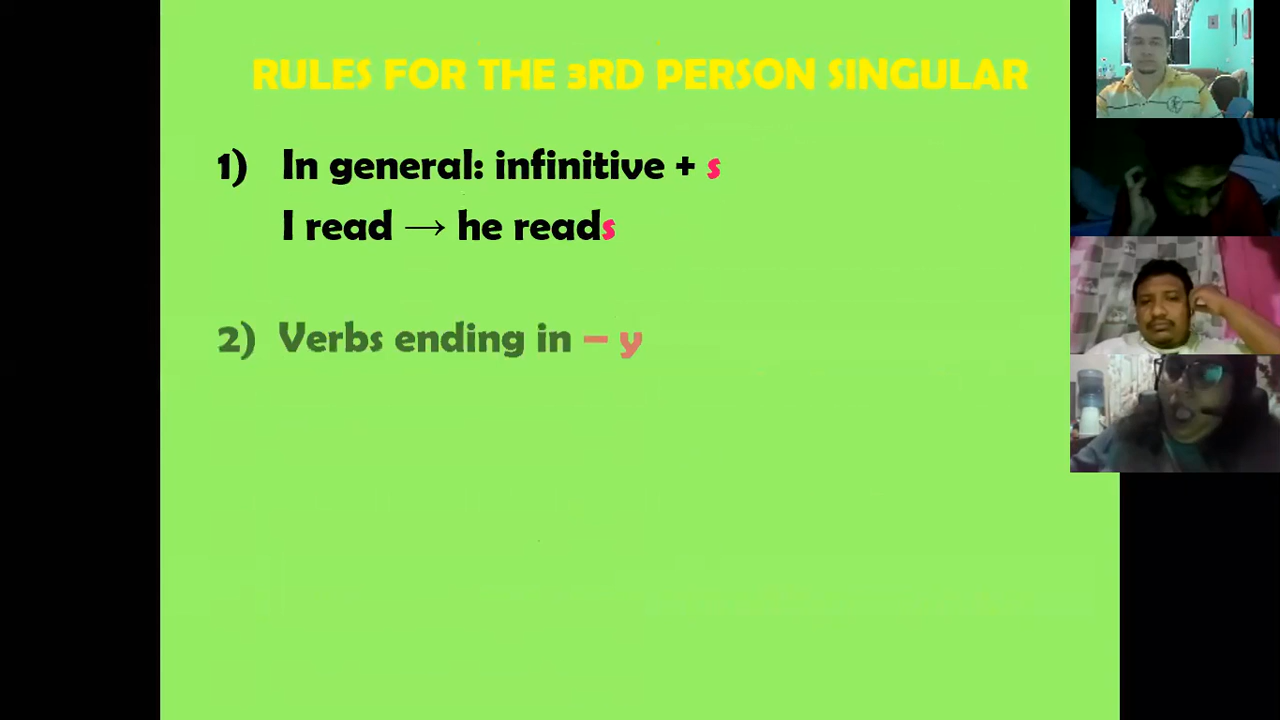 RULES FOR THE 3RD PERSON SINGULAR
1) In general: infinitive + s
I read → he reads
2) Verbs ending in – y